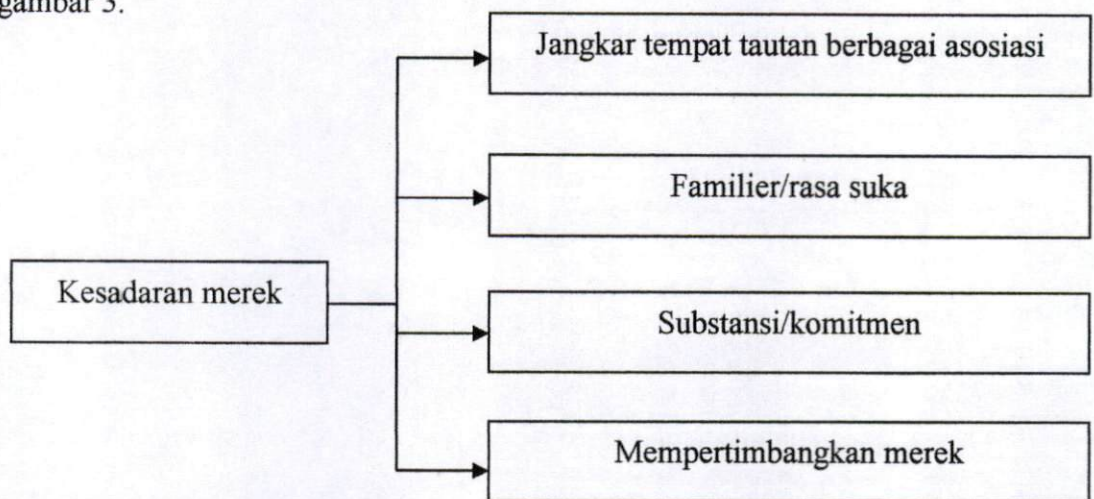 gambar 3.
Jangkar tempat tautan berbagai asosiasi
Familier/rasa suka
Kesadaran merek
Substansi/komitmen
Mempertimbangkan merek